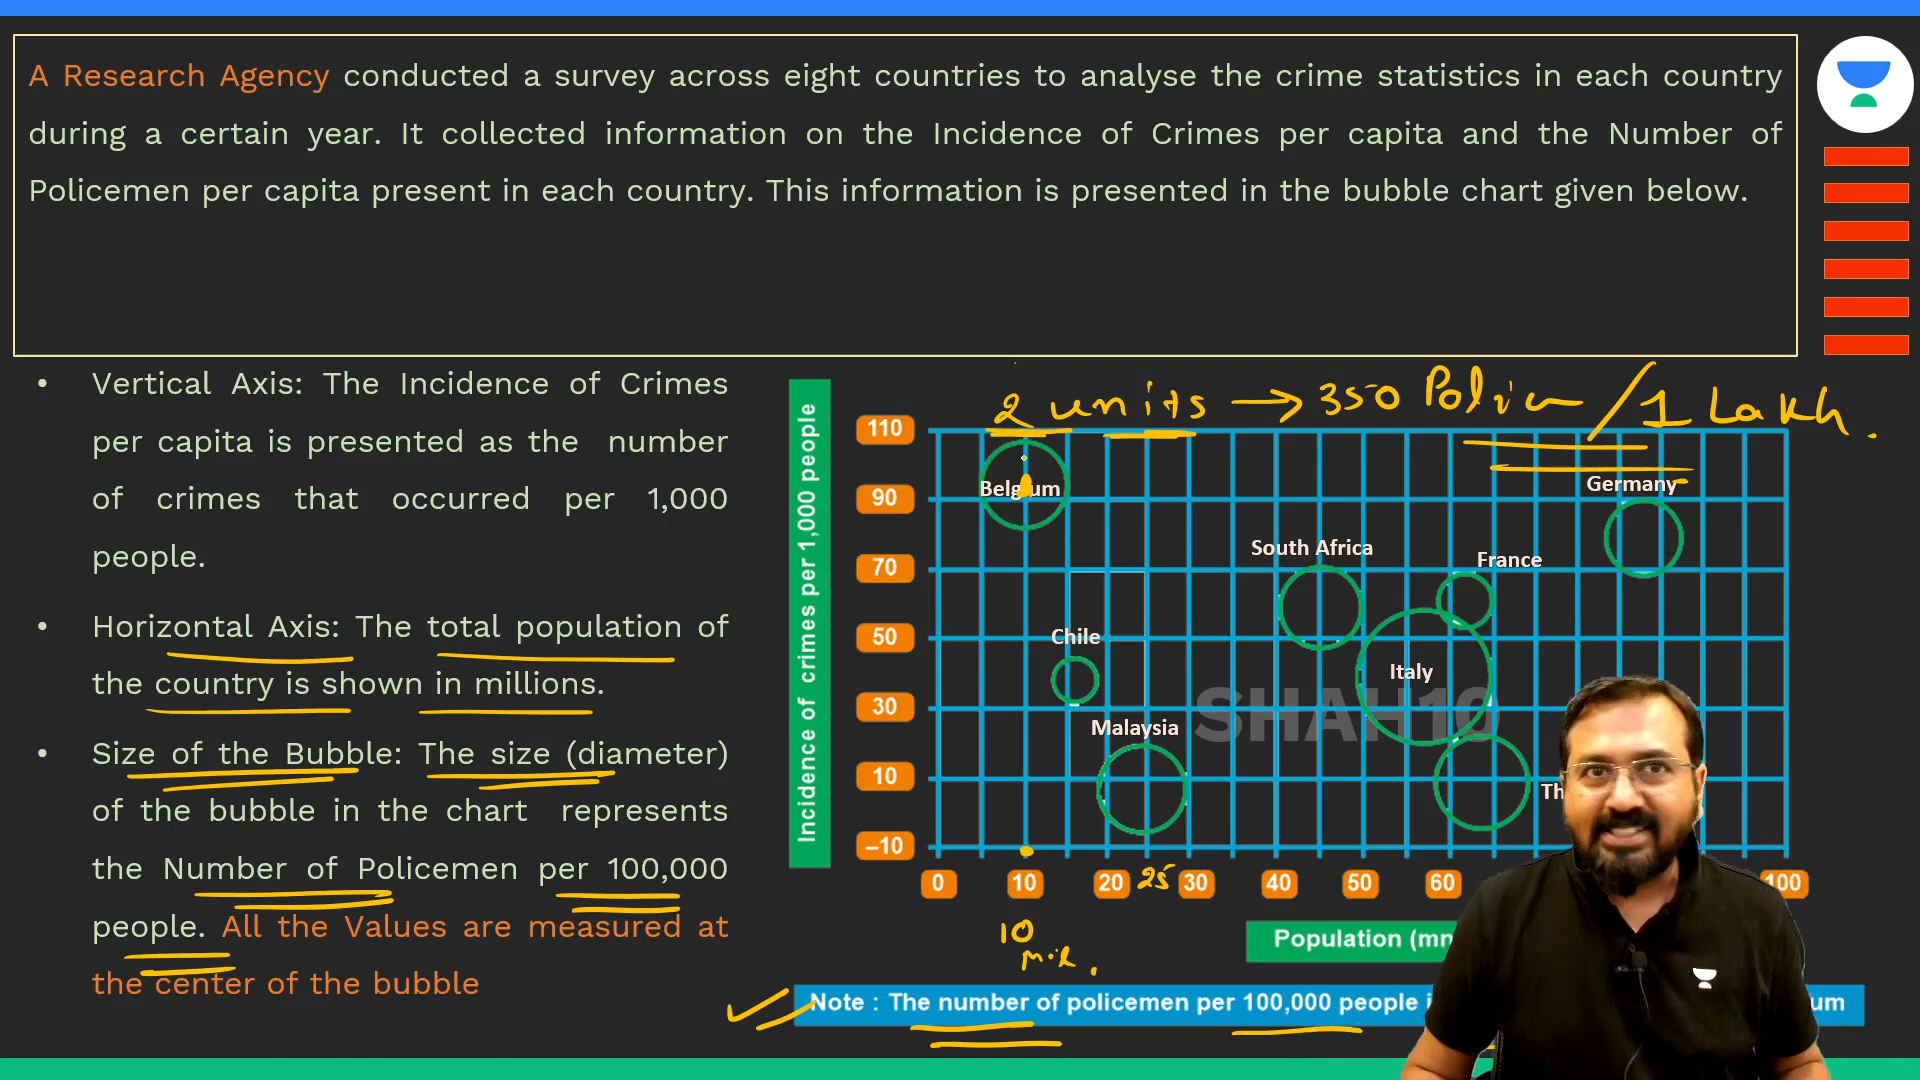 A Research Agency conducted a survey across eight countries to analyse the crime statistics in each country
during a certain year. It collected information on the Incidence of Crimes per capita and the Number of
Policemen per capita present in each country. This information is presented in the bubble chart given below.
• Vertical Axis: The Incidence of Crimes
per capita is presented as the number
of crimes that occurred per 1,000
people.
• Horizontal Axis: The total population of
the country is shown in millions.
• Size of the Bubble: The size (diameter)
of the bubble in the chart represents
the Number of Policemen per 100,000
people. All the Values are measured at
the center of the bubble
2 units → 350 / 1 Lakh.
Incidence of crimes per 1,000 people
110
90
70
50
30
10
–10
Belgium
Germany
South Africa
France
Chile
Italy
SHAH10
Malaysia
Th
0 10 20 25 30 40 50 60 100
10
mil.
Population (mn
Note : The number of policemen per 100,000 people i
um